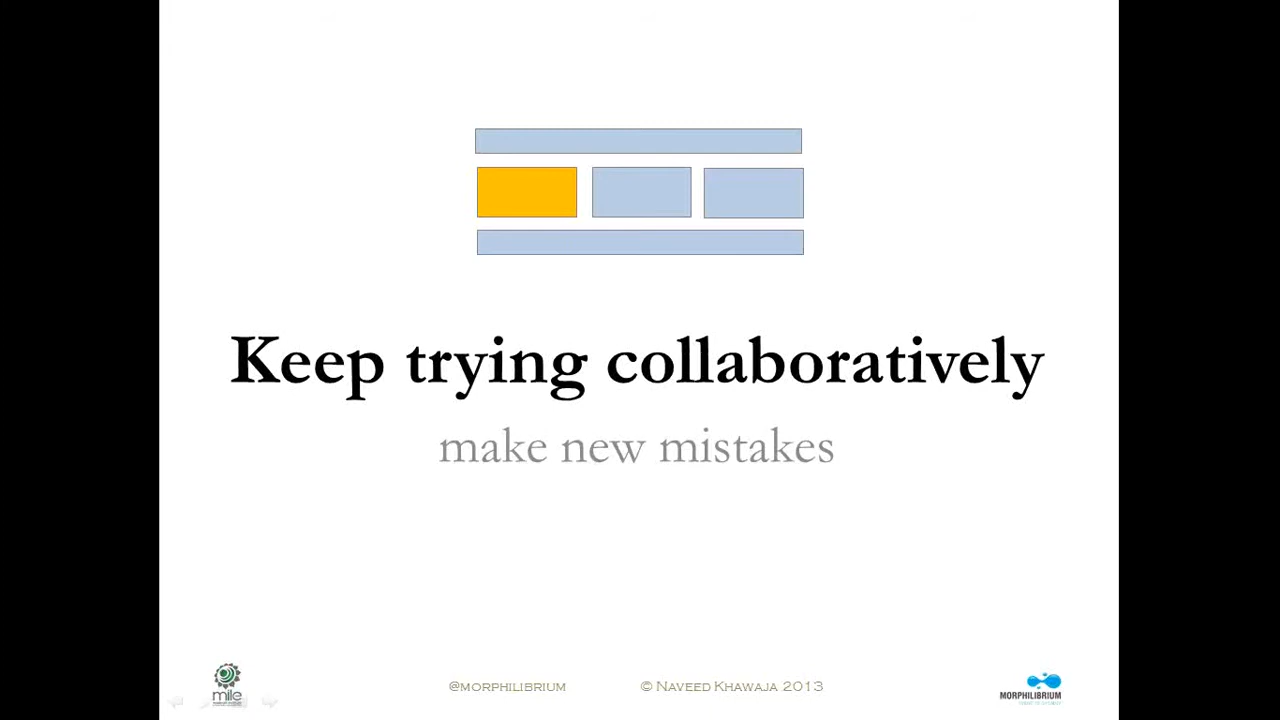 Keep trying collaboratively
make new mistakes
mile
@MORPHILIBRIUM © NAVEED KHAWAJA 2013
MORPHILIBRIUM